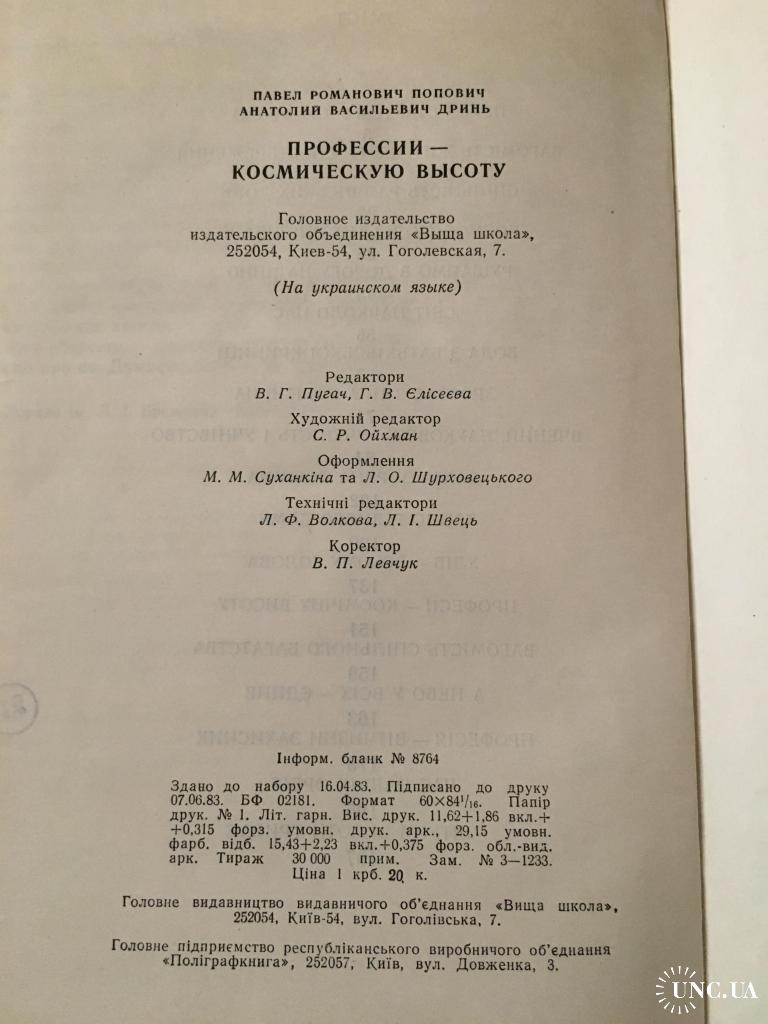 ПАВЕЛ РОМАНОВИЧ ПОПОВИЧ
АНАТОЛИЙ ВАСИЛЬЕВИЧ ДРИНЬ
ПРОФЕССИИ —
КОСМИЧЕСКУЮ ВЫСОТУ
Головное издательство
издательского объединения «Выща школа»,
252054, Киев-54, ул. Гоголевская, 7.
(На украинском языке)
Редактори
В. Г. Пугач, Г. В. Єлісеєва
Художній редактор
С. Р. Ойхман
Оформлення
М. М. Суханкіна та Л. О. Шурховецького
Технічні редактори
Л. Ф. Волкова, Л. І. Швець
Коректор
В. П. Левчук
Інформ. бланк № 8764
Здано до набору 16.04.83. Підписано до друку
07.06.83. БФ 02181. Формат 60×84¹/₁₆. Папір
друк. № 1. Літ. гарн. Вис. друк. 11,62+1,86 вкл.+
+0,315 форз. умовн. друк. арк., 29,15 умовн.
фарб. відб. 15,43+2,23 вкл.+0,375 форз. обл.-вид.
арк. Тираж 30 000 прим. Зам. № 3—1233.
Ціна 1 крб. 20 к.
Головне видавництво видавничого об'єднання «Вища школа»,
252054, Київ-54, вул. Гоголівська, 7.
Головне підприємство республіканського виробничого об'єднання
«Поліграфкнига», 252057, Київ, вул. Довженка, 3.
UNC.UA